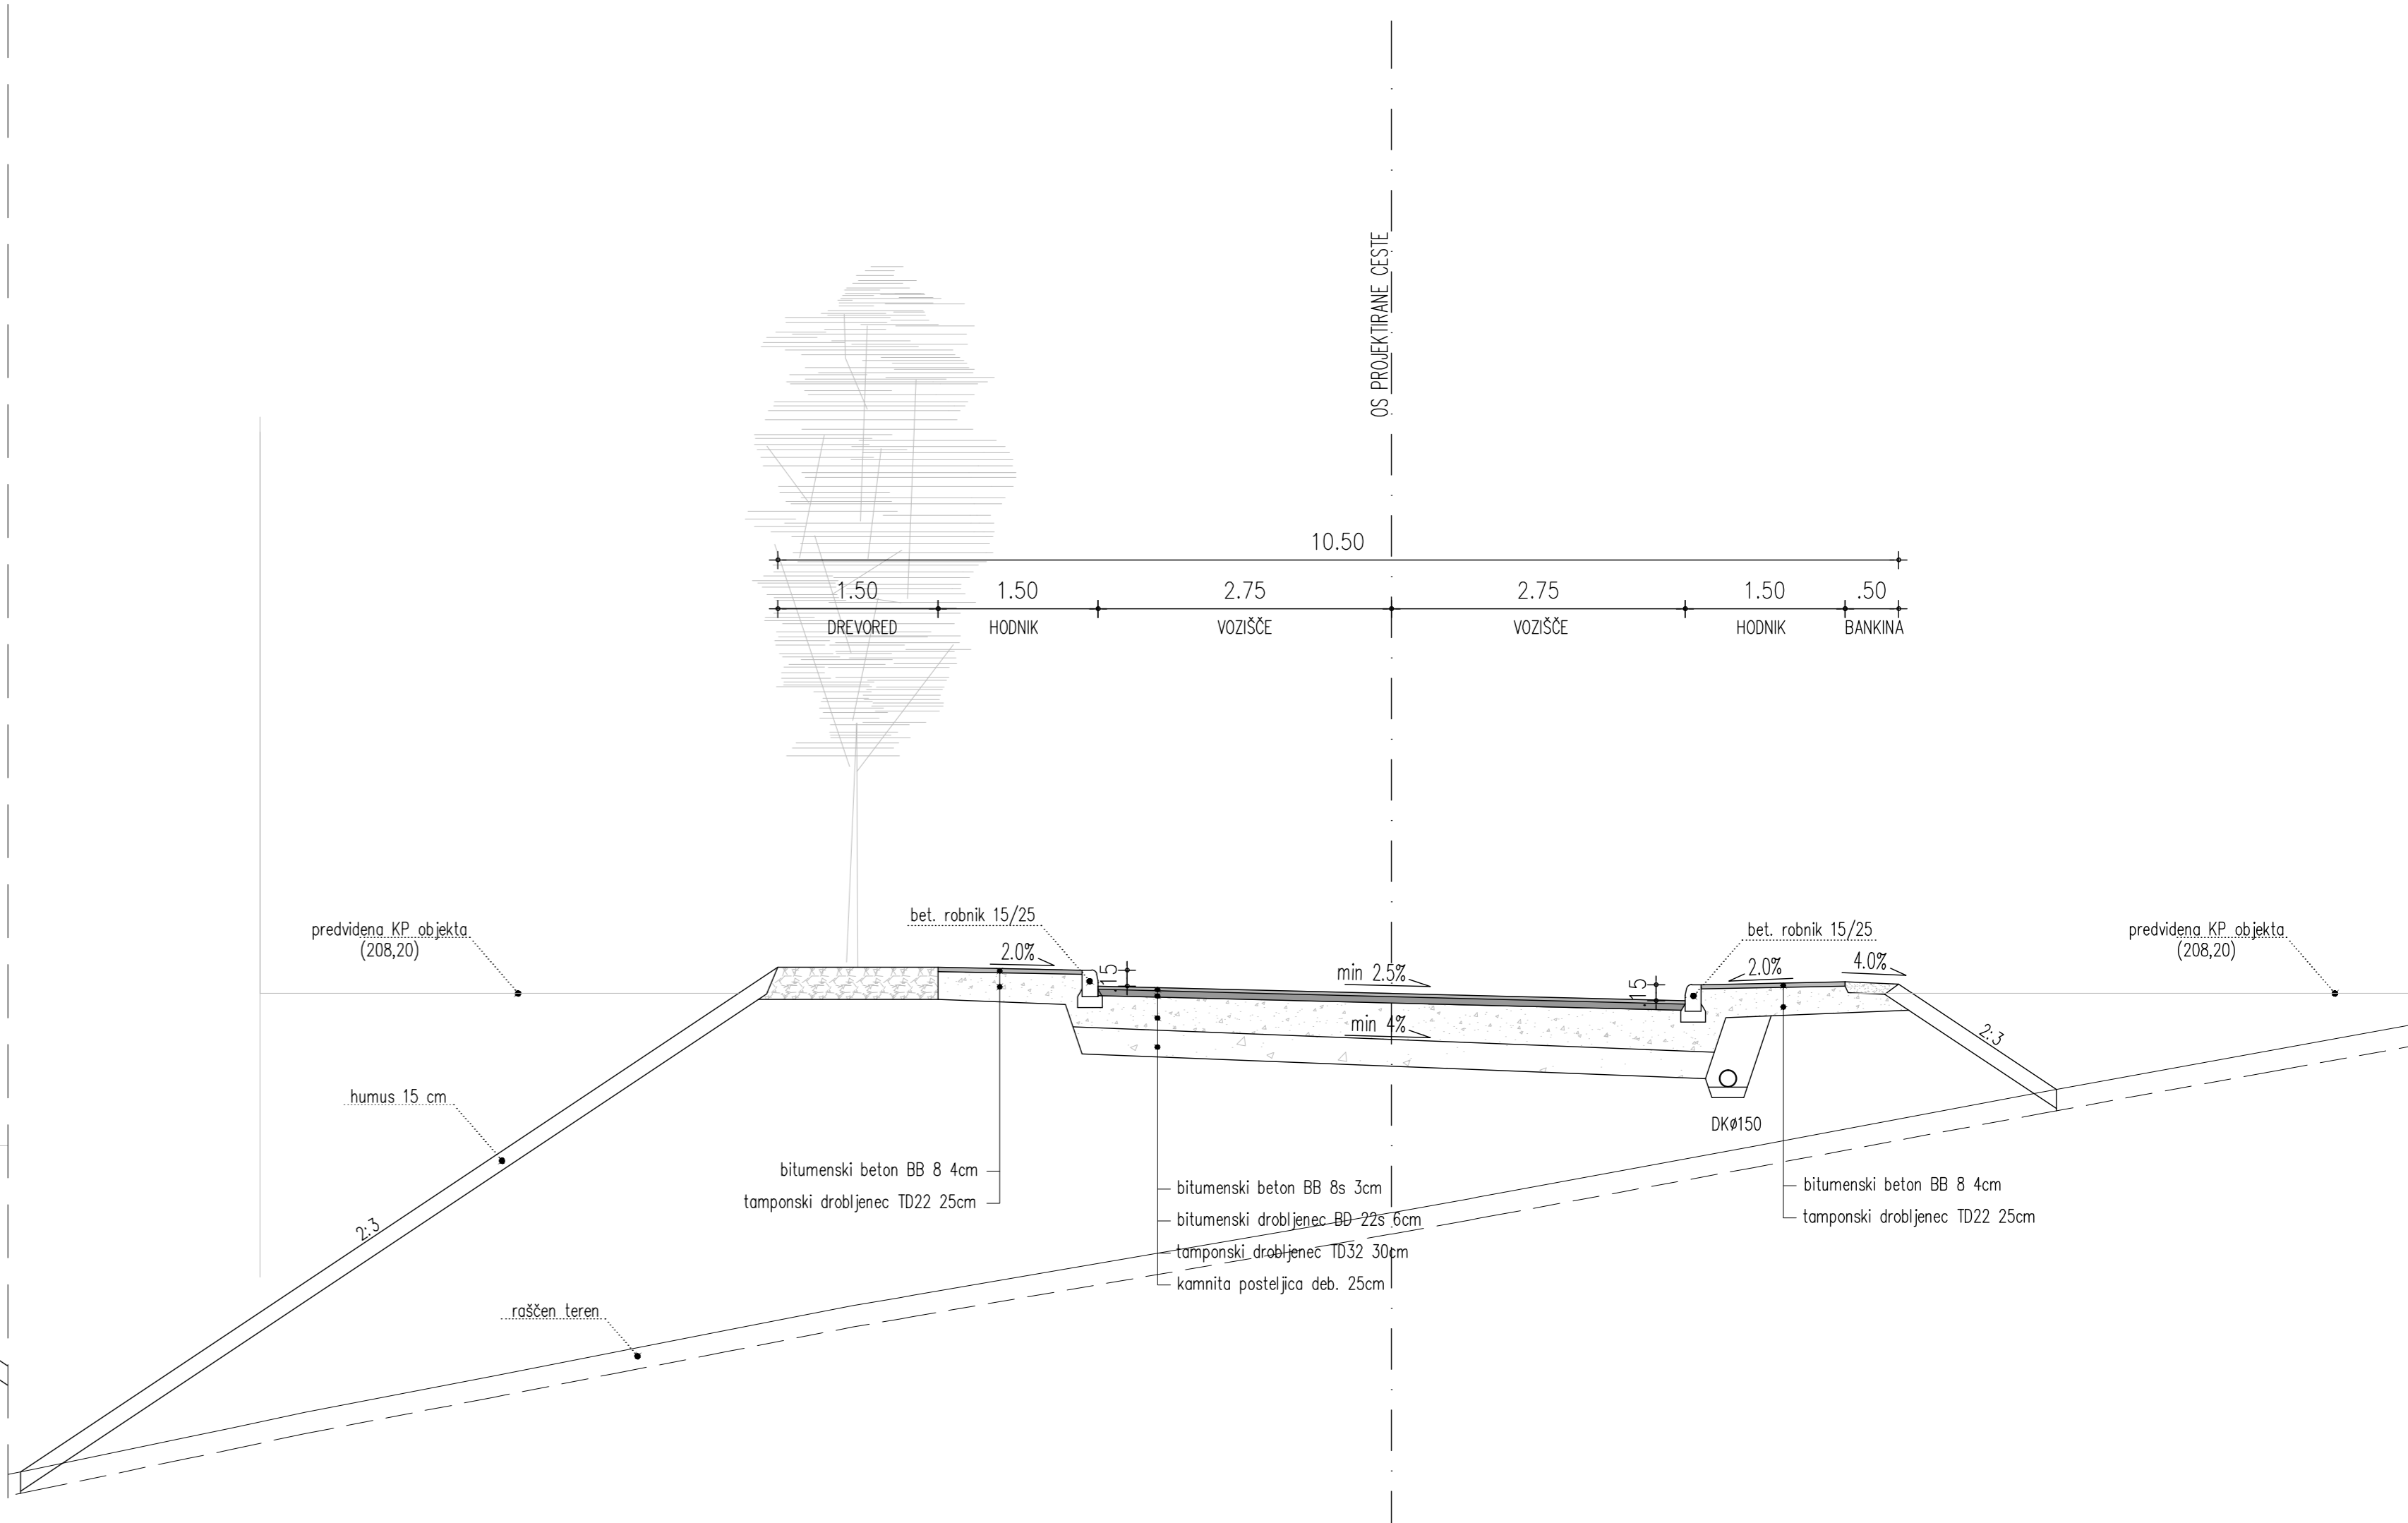 OS PROJEKTIRANE CESTE
10.50
1.50 1.50 2.75 2.75 1.50 .50
DREVORED HODNIK VOZIŠČE VOZIŠČE HODNIK BANKINA
predvidena KP objekta
(208,20)
bet. robnik 15/25
2.0%
.15
min 2.5%
min 4%
.15
bet. robnik 15/25
2.0%
4.0%
predvidena KP objekta
(208,20)
2:3
humus 15 cm
DKø150
bitumenski beton BB 8 4cm
tamponski drobljenec TD22 25cm
bitumenski beton BB 8s 3cm
bitumenski drobljenec BD 22s 6cm
tamponski drobljenec TD32 30cm
kamnita posteljica deb. 25cm
bitumenski beton BB 8 4cm
tamponski drobljenec TD22 25cm
2:3
raščen teren